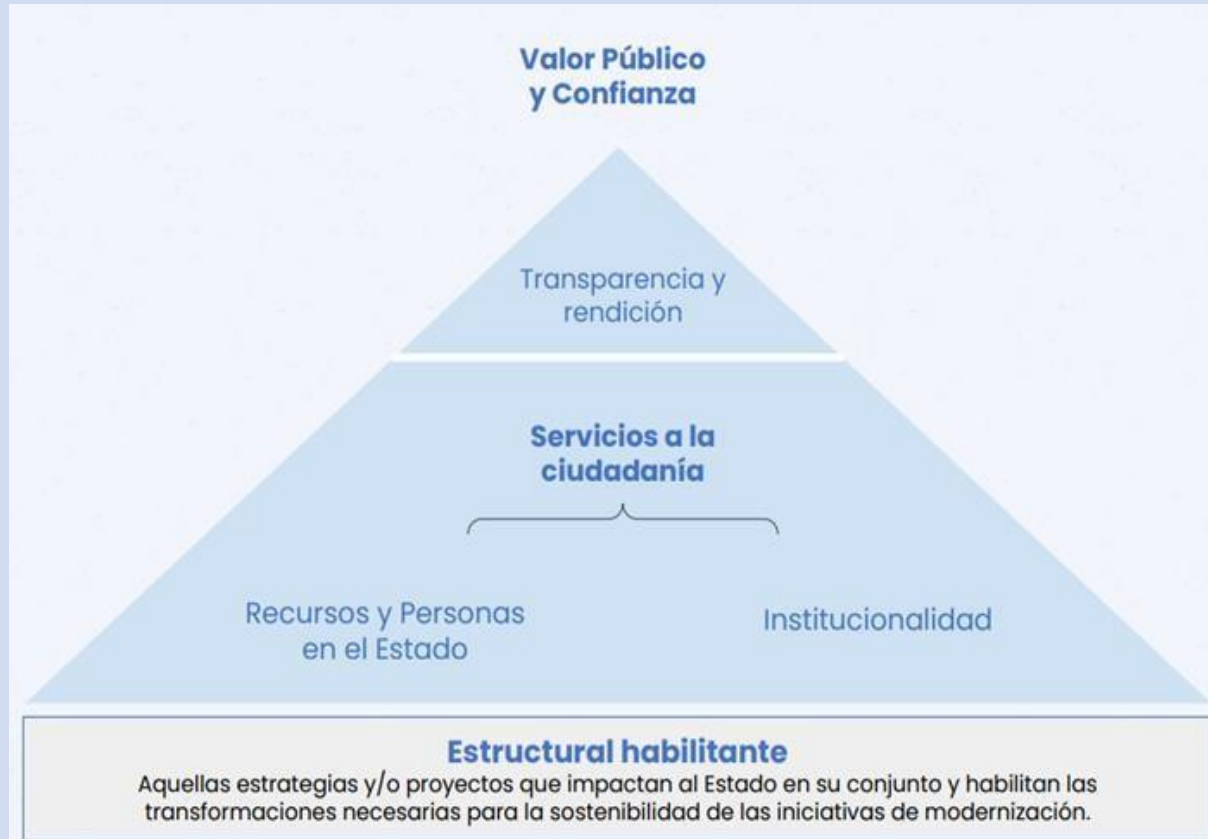 Valor Público
y Confianza
Transparencia y
rendición
Servicios a la
ciudadanía
Recursos y Personas
en el Estado
Institucionalidad
Estructural habilitante
Aquellas estrategias y/o proyectos que impactan al Estado en su conjunto y habilitan las
transformaciones necesarias para la sostenibilidad de las iniciativas de modernización.